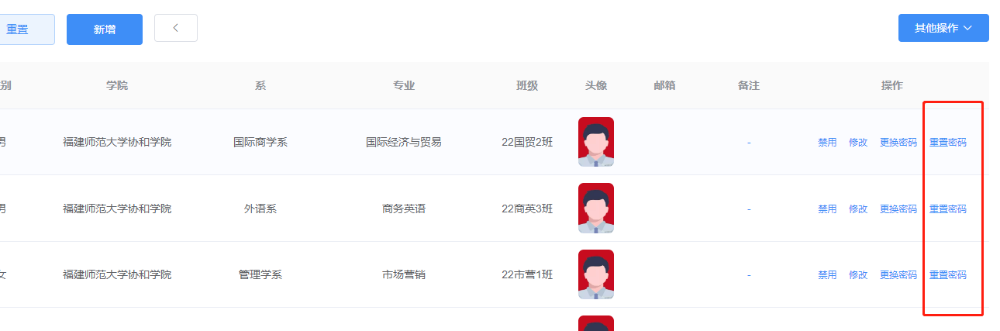 重置 新增 其他操作
别 学院 系 专业 班级 头像 邮箱 备注 操作
男 福建师范大学协和学院 国际商学系 国际经济与贸易 22国贸2班 - 禁用 修改 更换密码 重置密码
男 福建师范大学协和学院 外语系 商务英语 22商英3班 - 禁用 修改 更换密码 重置密码
女 福建师范大学协和学院 管理学系 市场营销 22市营1班 - 禁用 修改 更换密码 重置密码